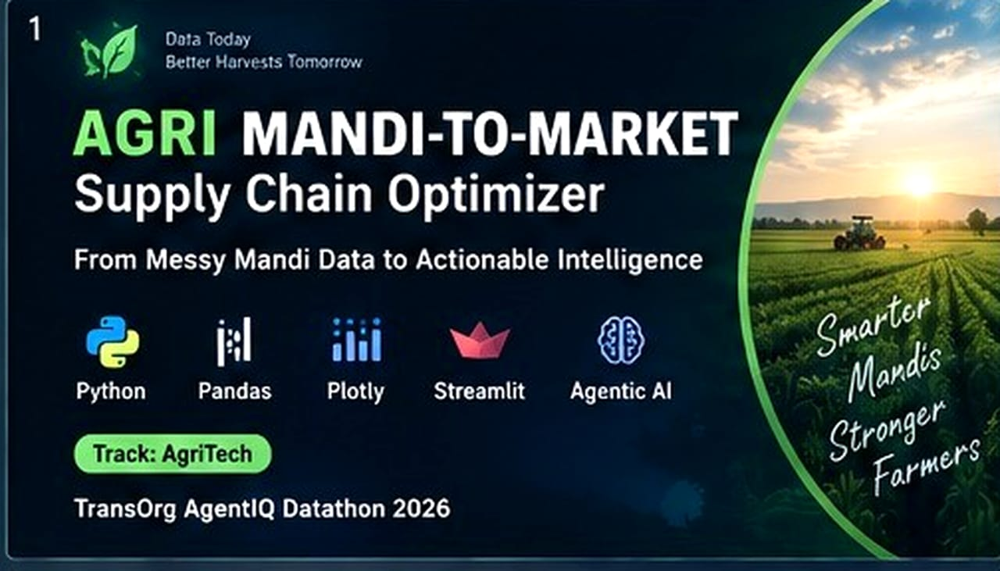 1
Data Today
Better Harvests Tomorrow
AGRI MANDI-TO-MARKET
Supply Chain Optimizer
From Messy Mandi Data to Actionable Intelligence
Python
Pandas
Plotly
Streamlit
Agentic AI
Track: AgriTech
TransOrg AgentIQ Datathon 2026
Smarter
Mandis
Stronger
Farmers